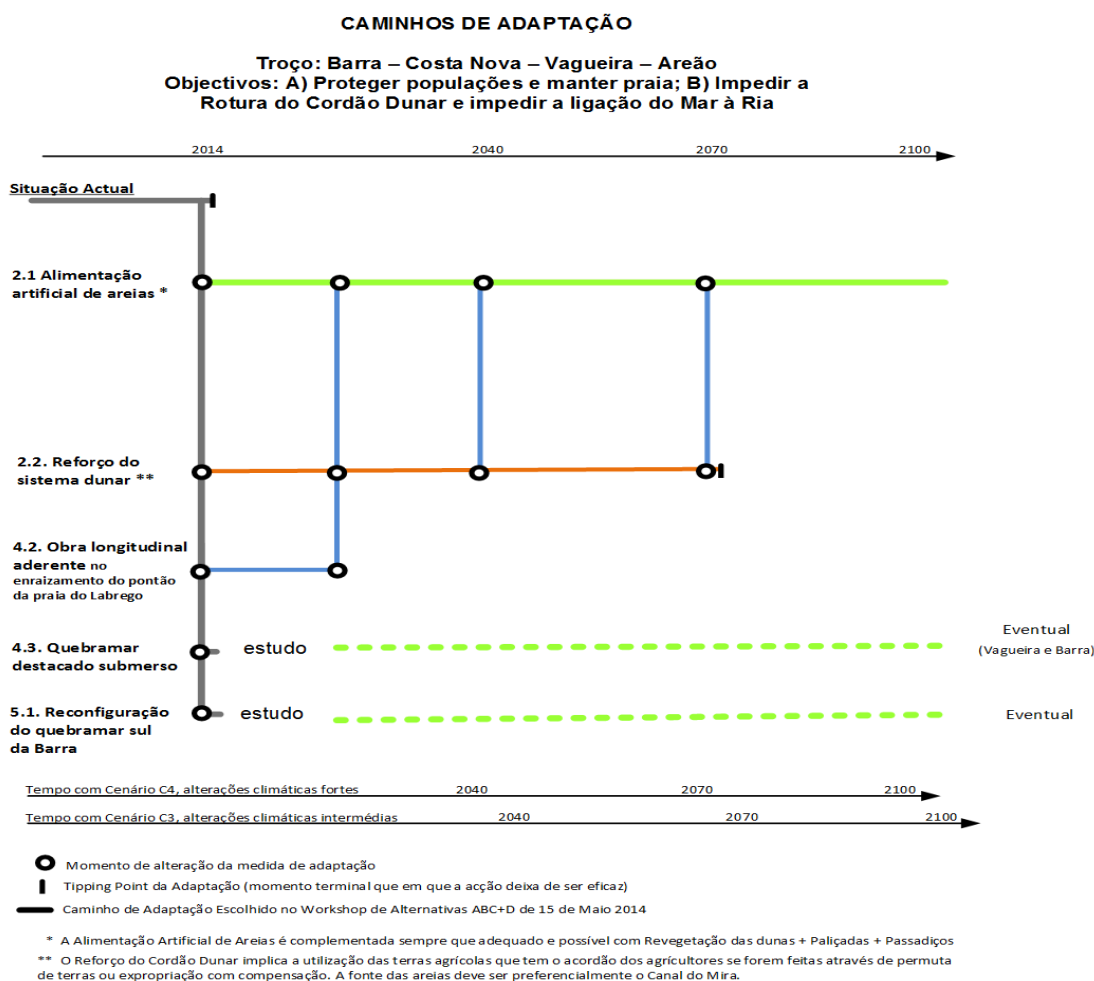 CAMINHOS DE ADAPTAÇÃO
Troço: Barra – Costa Nova – Vagueira – Areão
Objectivos: A) Proteger populações e manter praia; B) Impedir a
Rotura do Cordão Dunar e impedir a ligação do Mar à Ria
2014 2040 2070 2100
Situação Actual
2.1 Alimentação
artificial de areias *
2.2. Reforço do
sistema dunar **
4.2. Obra longitudinal
aderente no
enraizamento do pontão
da praia do Labrego
4.3. Quebramar
destacado submerso
estudo
Eventual
(Vagueira e Barra)
5.1. Reconfiguração
do quebramar sul
da Barra
estudo
Eventual
Tempo com Cenário C4, alterações climáticas fortes 2040 2070 2100
Tempo com Cenário C3, alterações climáticas intermédias 2040 2070 2100
Momento de alteração da medida de adaptação
Tipping Point da Adaptação (momento terminal que em que a acção deixa de ser eficaz)
Caminho de Adaptação Escolhido no Workshop de Alternativas ABC+D de 15 de Maio 2014
* A Alimentação Artificial de Areias é complementada sempre que adequado e possível com Revegetação das dunas + Paliçadas + Passadiços
** O Reforço do Cordão Dunar implica a utilização das terras agrícolas que tem o acordão dos agrícultores se forem feitas através de permuta
de terras ou expropriação com compensação. A fonte das areias deve ser preferencialmente o Canal do Mira.